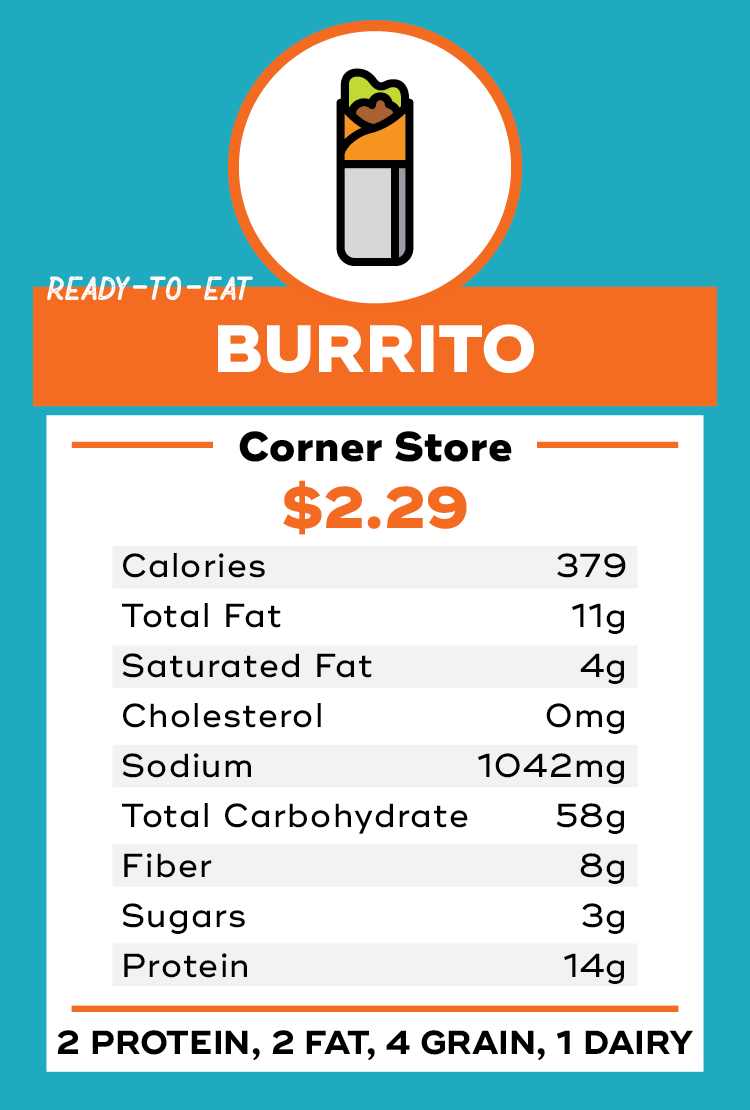 READY-TO-EAT
BURRITO
Corner Store
$2.29
Calories 379
Total Fat 11g
Saturated Fat 4g
Cholesterol 0mg
Sodium 1042mg
Total Carbohydrate 58g
Fiber 8g
Sugars 3g
Protein 14g
2 PROTEIN, 2 FAT, 4 GRAIN, 1 DAIRY